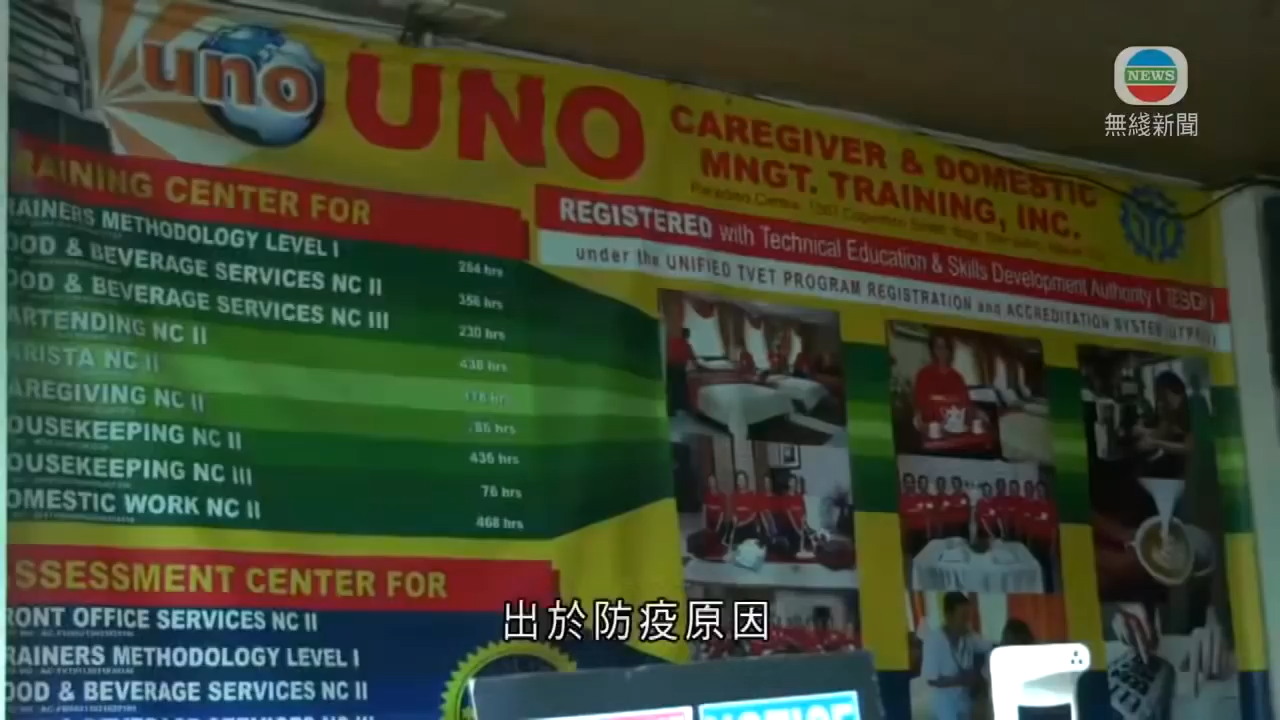 uno
UNO
CAREGIVER & DOMESTIC
MNGT. TRAINING, INC.
REGISTERED with Technical Education & Skills Development Authority (TESDA)
under the UNIFIED TVET PROGRAM REGISTRATION and ACCREDITATION SYSTEM
NEWS
無綫新聞
RAINING CENTER FOR
RAINERS METHODOLOGY LEVEL I 264 hrs
OOD & BEVERAGE SERVICES NC II 356 hrs
OOD & BEVERAGE SERVICES NC III 230 hrs
ARTENDING NC II 438 hrs
ARISTA NC II hrs
AREGIVING NC II hrs
OUSEKEEPING NC II 436 hrs
OUSEKEEPING NC III 76 hrs
OMESTIC WORK NC II 468 hrs
SSESSMENT CENTER FOR
RONT OFFICE SERVICES NC II
RAINERS METHODOLOGY LEVEL I
OOD & BEVERAGE SERVICES NC II
出於防疫原因
NOTICE